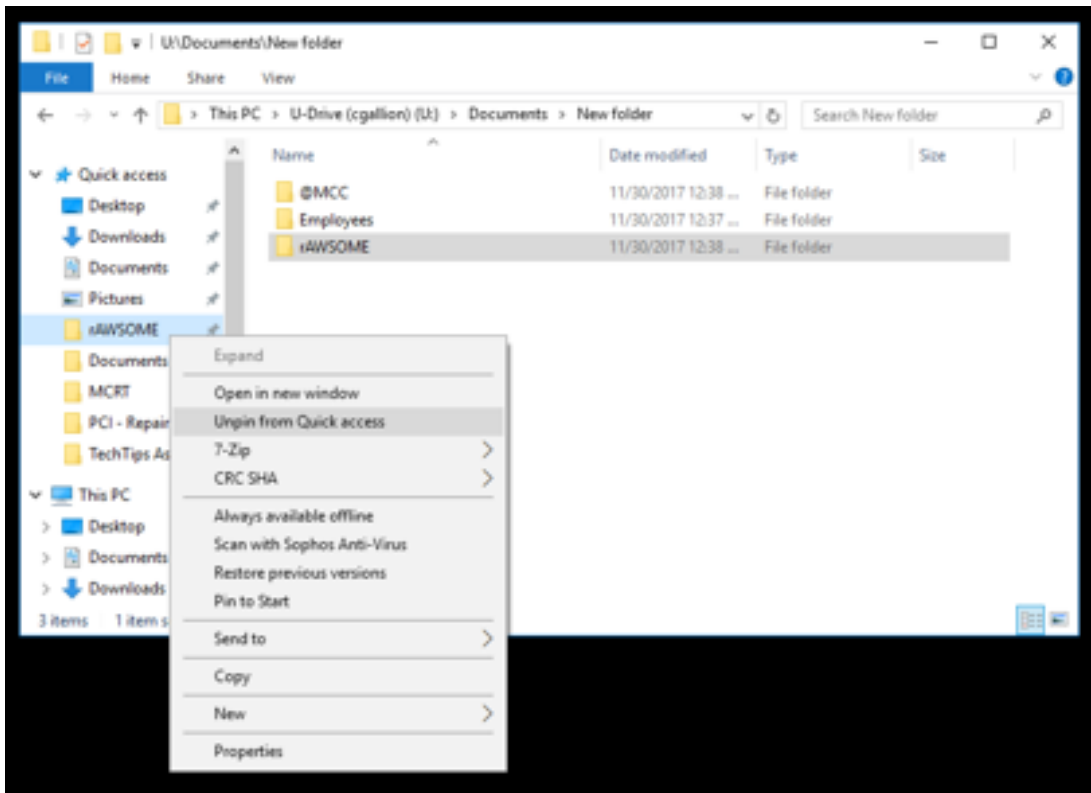 U:\Documents\New folder
File Home Share View
This PC > U-Drive (cgallion) (U:) > Documents > New folder
Search New folder
Name Date modified Type Size
Quick access
Desktop
Downloads
Documents
Pictures
rAWSOME
Documents
MCRT
PCI - Repair
TechTips As
This PC
Desktop
Documents
Downloads
3 items 1 item s
@MCC 11/30/2017 12:38 ... File folder
Employees 11/30/2017 12:37 ... File folder
rAWSOME 11/30/2017 12:38 ... File folder
Expand
Open in new window
Unpin from Quick access
7-Zip
CRC SHA
Always available offline
Scan with Sophos Anti-Virus
Restore previous versions
Pin to Start
Send to
Copy
New
Properties